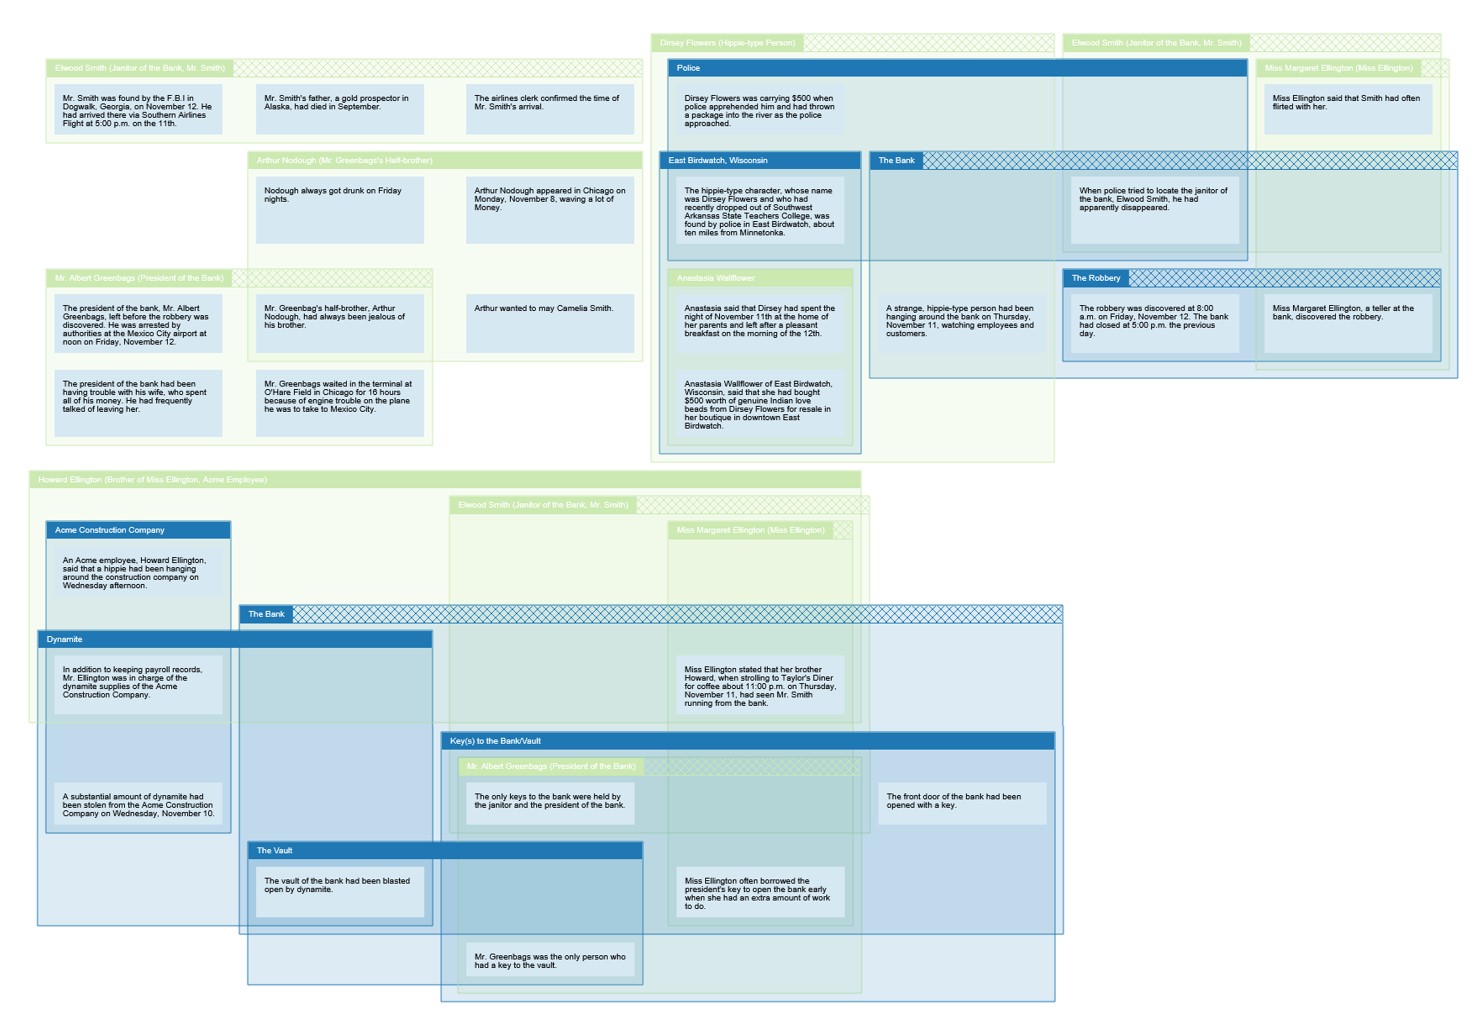 Dirsey Flowers (Hippie-type Person)
Elwood Smith (Janitor of the Bank, Mr. Smith)
Elwood Smith (Janitor of the Bank, Mr. Smith)
Police
Miss Margaret Ellington (Miss Ellington)
Mr. Smith was found by the F.B.I in
Dogwalk, Georgia, on November 12. He
had arrived there via Southern Airlines
Flight at 5:00 p.m. on the 11th.
Mr. Smith's father, a gold prospector in
Alaska, had died in September.
The airlines clerk confirmed the time of
Mr. Smith's arrival.
Dirsey Flowers was carrying $500 when
police apprehended him and had thrown
a package into the river as the police
approached.
Miss Ellington said that Smith had often
flirted with her.
Arthur Nodough (Mr. Greenbags's Half-brother)
East Birdwatch, Wisconsin
The Bank
Nodough always got drunk on Friday
nights.
Arthur Nodough appeared in Chicago on
Monday, November 8, waving a lot of
Money.
The hippie-type character, whose name
was Dirsey Flowers and who had
recently dropped out of Southwest
Arkansas State Teachers College, was
found by police in East Birdwatch, about
ten miles from Minnetonka.
When police tried to locate the janitor of
the bank, Elwood Smith, he had
apparently disappeared.
Mr. Albert Greenbags (President of the Bank)
Anastasia Wallflower
The Robbery
The president of the bank, Mr. Albert
Greenbags, left before the robbery was
discovered. He was arrested by
authorities at the Mexico City airport at
noon on Friday, November 12.
Mr. Greenbag's half-brother, Arthur
Nodough, had always been jealous of
his brother.
Arthur wanted to may Camelia Smith.
Anastasia said that Dirsey had spent the
night of November 11th at the home of
her parents and left after a pleasant
breakfast on the morning of the 12th.
A strange, hippie-type person had been
hanging around the bank on Thursday,
November 11, watching employees and
customers.
The robbery was discovered at 8:00
a.m. on Friday, November 12. The bank
had closed at 5:00 p.m. the previous
day.
Miss Margaret Ellington, a teller at the
bank, discovered the robbery.
The president of the bank had been
having trouble with his wife, who spent
all of his money. He had frequently
talked of leaving her.
Mr. Greenbags waited in the terminal at
O'Hare Field in Chicago for 16 hours
because of engine trouble on the plane
he was to take to Mexico City.
Anastasia Wallflower of East Birdwatch,
Wisconsin, said that she had bought
$500 worth of genuine Indian love
beads from Dirsey Flowers for resale in
her boutique in downtown East
Birdwatch.
Howard Ellington (Brother of Miss Ellington, Acme Employee)
Elwood Smith (Janitor of the Bank, Mr. Smith)
Acme Construction Company
Miss Margaret Ellington (Miss Ellington)
An Acme employee, Howard Ellington,
said that a hippie had been hanging
around the construction company on
Wednesday afternoon.
The Bank
Dynamite
In addition to keeping payroll records,
Mr. Ellington was in charge of the
dynamite supplies of the Acme
Construction Company.
Miss Ellington stated that her brother
Howard, when strolling to Taylor's Diner
for coffee about 11:00 p.m. on Thursday,
November 11, had seen Mr. Smith
running from the bank.
Key(s) to the Bank/Vault
Mr. Albert Greenbags (President of the Bank)
A substantial amount of dynamite had
been stolen from the Acme Construction
Company on Wednesday, November 10.
The only keys to the bank were held by
the janitor and the president of the bank.
The front door of the bank had been
opened with a key.
The Vault
The vault of the bank had been blasted
open by dynamite.
Miss Ellington often borrowed the
president's key to open the bank early
when she had an extra amount of work
to do.
Mr. Greenbags was the only person who
had a key to the vault.